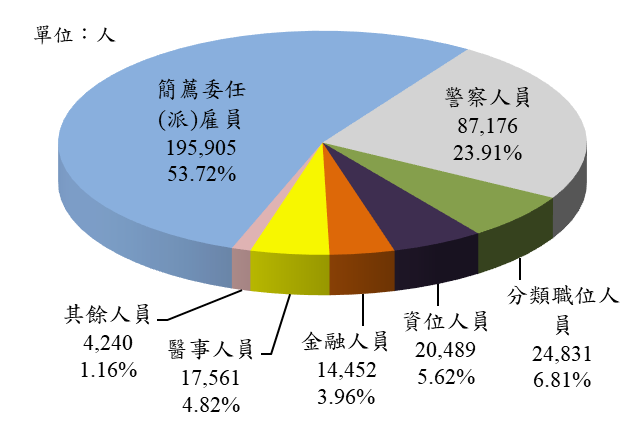 單位：人
簡薦委任
(派)雇員
195,905
53.72%
警察人員
87,176
23.91%
分類職位人
員
24,831
6.81%
資位人員
20,489
5.62%
金融人員
14,452
3.96%
醫事人員
17,561
4.82%
其餘人員
4,240
1.16%